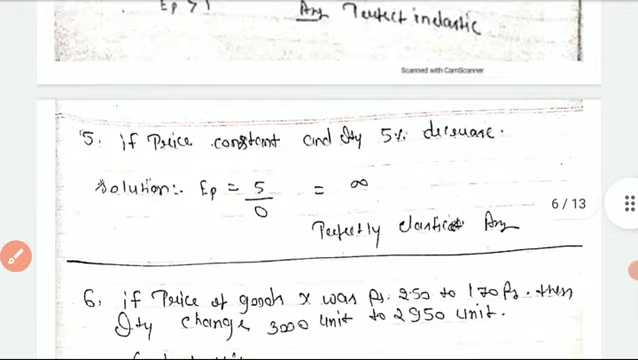 Ep > 1 Ans Perfect inelastic
Scanned with CamScanner
5. if Price constant and Qty 5% decrease.
Solution:- Ep = 5/0 = ∞
6 / 13
Perfectly elastic Ans
6. if Price of goods x was Ps. 250 to 170 Ps. then
Qty change 3000 unit to 2950 unit.